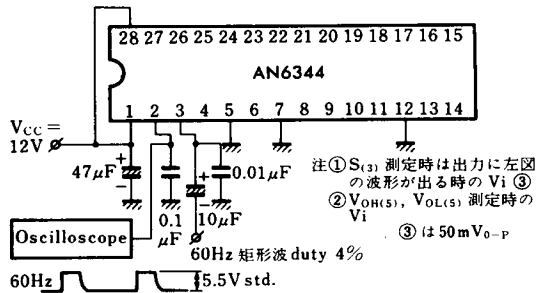 28 27 26 25 24 23 22 21 20 19 18 17 16 15
AN6344
1 2 3 4 5 6 7 8 9 10 11 12 13 14
VCC =
12V
47μF
+
−
0.1
μF
+
−
10μF
0.01μF
Oscilloscope
60Hz 矩形波 duty 4%
60Hz
5.5V std.
注① S(3) 測定時は出力に左図
の波形が出る時の Vi ③
② VOH(5), VOL(5) 測定時の
Vi
③ は 50mV0-P